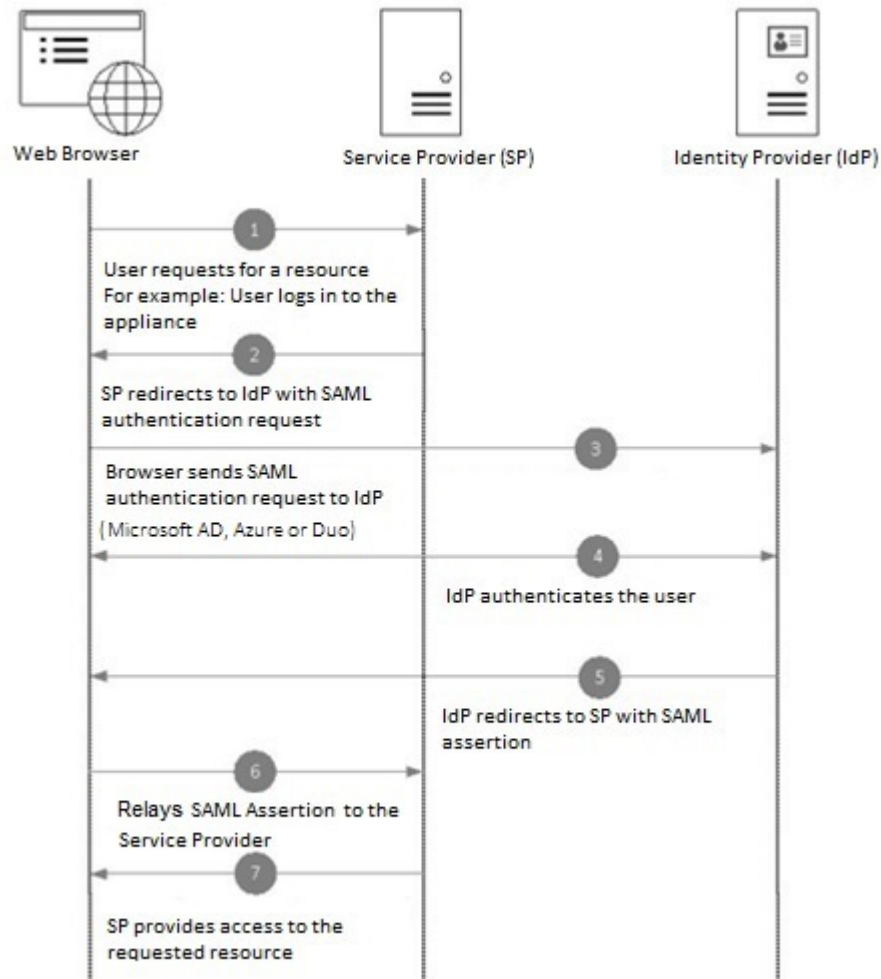 Web Browser
Service Provider (SP)
Identity Provider (IdP)
1
User requests for a resource
For example: User logs in to the
appliance
2
SP redirects to IdP with SAML
authentication request
3
Browser sends SAML
authentication request to IdP
(Microsoft AD, Azure or Duo)
4
IdP authenticates the user
5
IdP redirects to SP with SAML
assertion
6
Relays SAML Assertion to the
Service Provider
7
SP provides access to the
requested resource